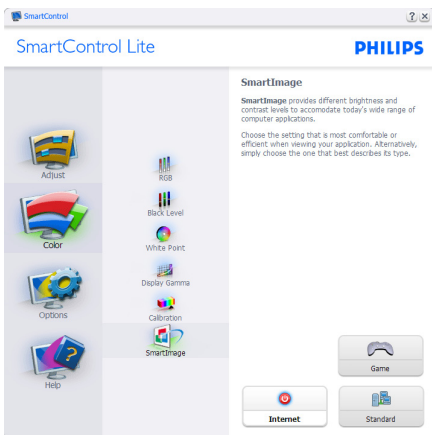 SmartControl
SmartControl Lite
PHILIPS
Adjust
Color
Options
Help
RGB
Black Level
White Point
Display Gamma
Calibration
SmartImage
SmartImage
SmartImage provides different brightness and
contrast levels to accomodate today's wide range of
computer applications.
Choose the setting that is most comfortable or
efficient when viewing your application. Alternatively,
simply choose the one that best describes its type.
Game
Internet
Standard